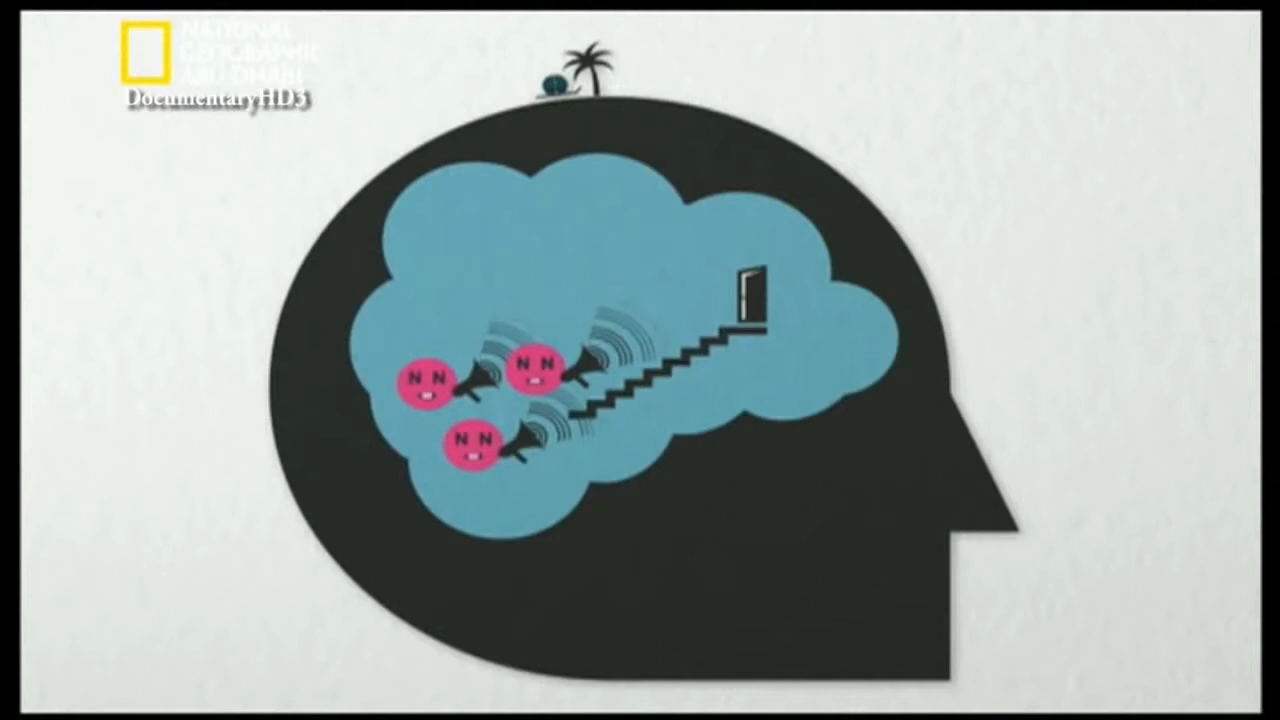 NATIONAL
GEOGRAPHIC
ABU DHABI
DocumentaryHD3
N N
N N
N N